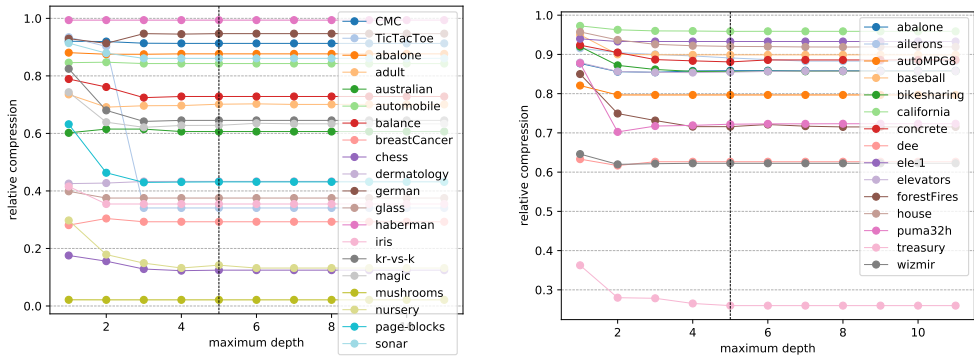 relative compression
1.0
0.8
0.6
0.4
0.2
0.0
2
4
6
8
maximum depth
CMC
TicTacToe
abalone
adult
australian
automobile
balance
breastCancer
chess
dermatology
german
glass
haberman
iris
kr-vs-k
magic
mushrooms
nursery
page-blocks
sonar
relative compression
1.0
0.9
0.8
0.7
0.6
0.5
0.4
0.3
2
4
6
8
10
maximum depth
abalone
ailerons
autoMPG8
baseball
bikesharing
california
concrete
dee
ele-1
elevators
forestFires
house
puma32h
treasury
wizmir